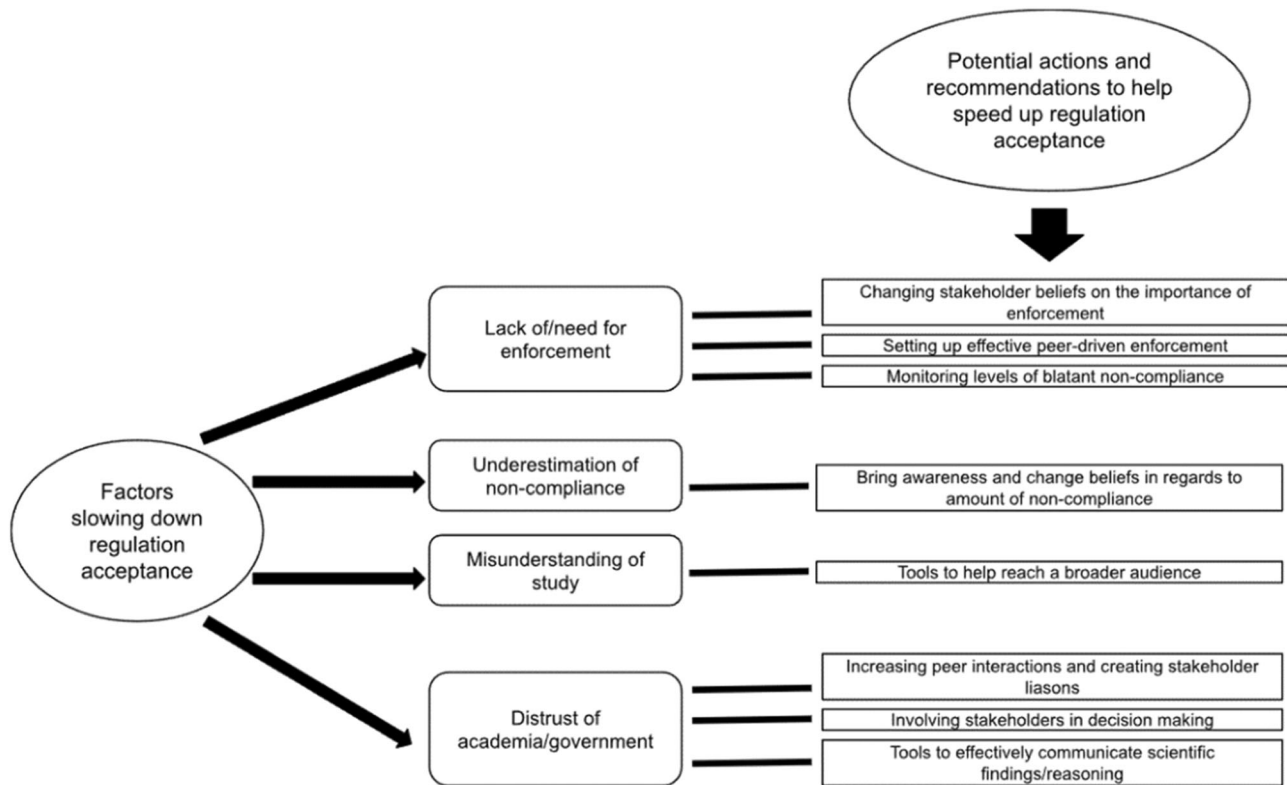 Potential actions and
recommendations to help
speed up regulation
acceptance
Factors
slowing down
regulation
acceptance
Lack of/need for
enforcement
Changing stakeholder beliefs on the importance of
enforcement
Setting up effective peer-driven enforcement
Monitoring levels of blatant non-compliance
Underestimation of
non-compliance
Bring awareness and change beliefs in regards to
amount of non-compliance
Misunderstanding of
study
Tools to help reach a broader audience
Distrust of
academia/government
Increasing peer interactions and creating stakeholder
liasons
Involving stakeholders in decision making
Tools to effectively communicate scientific
findings/reasoning